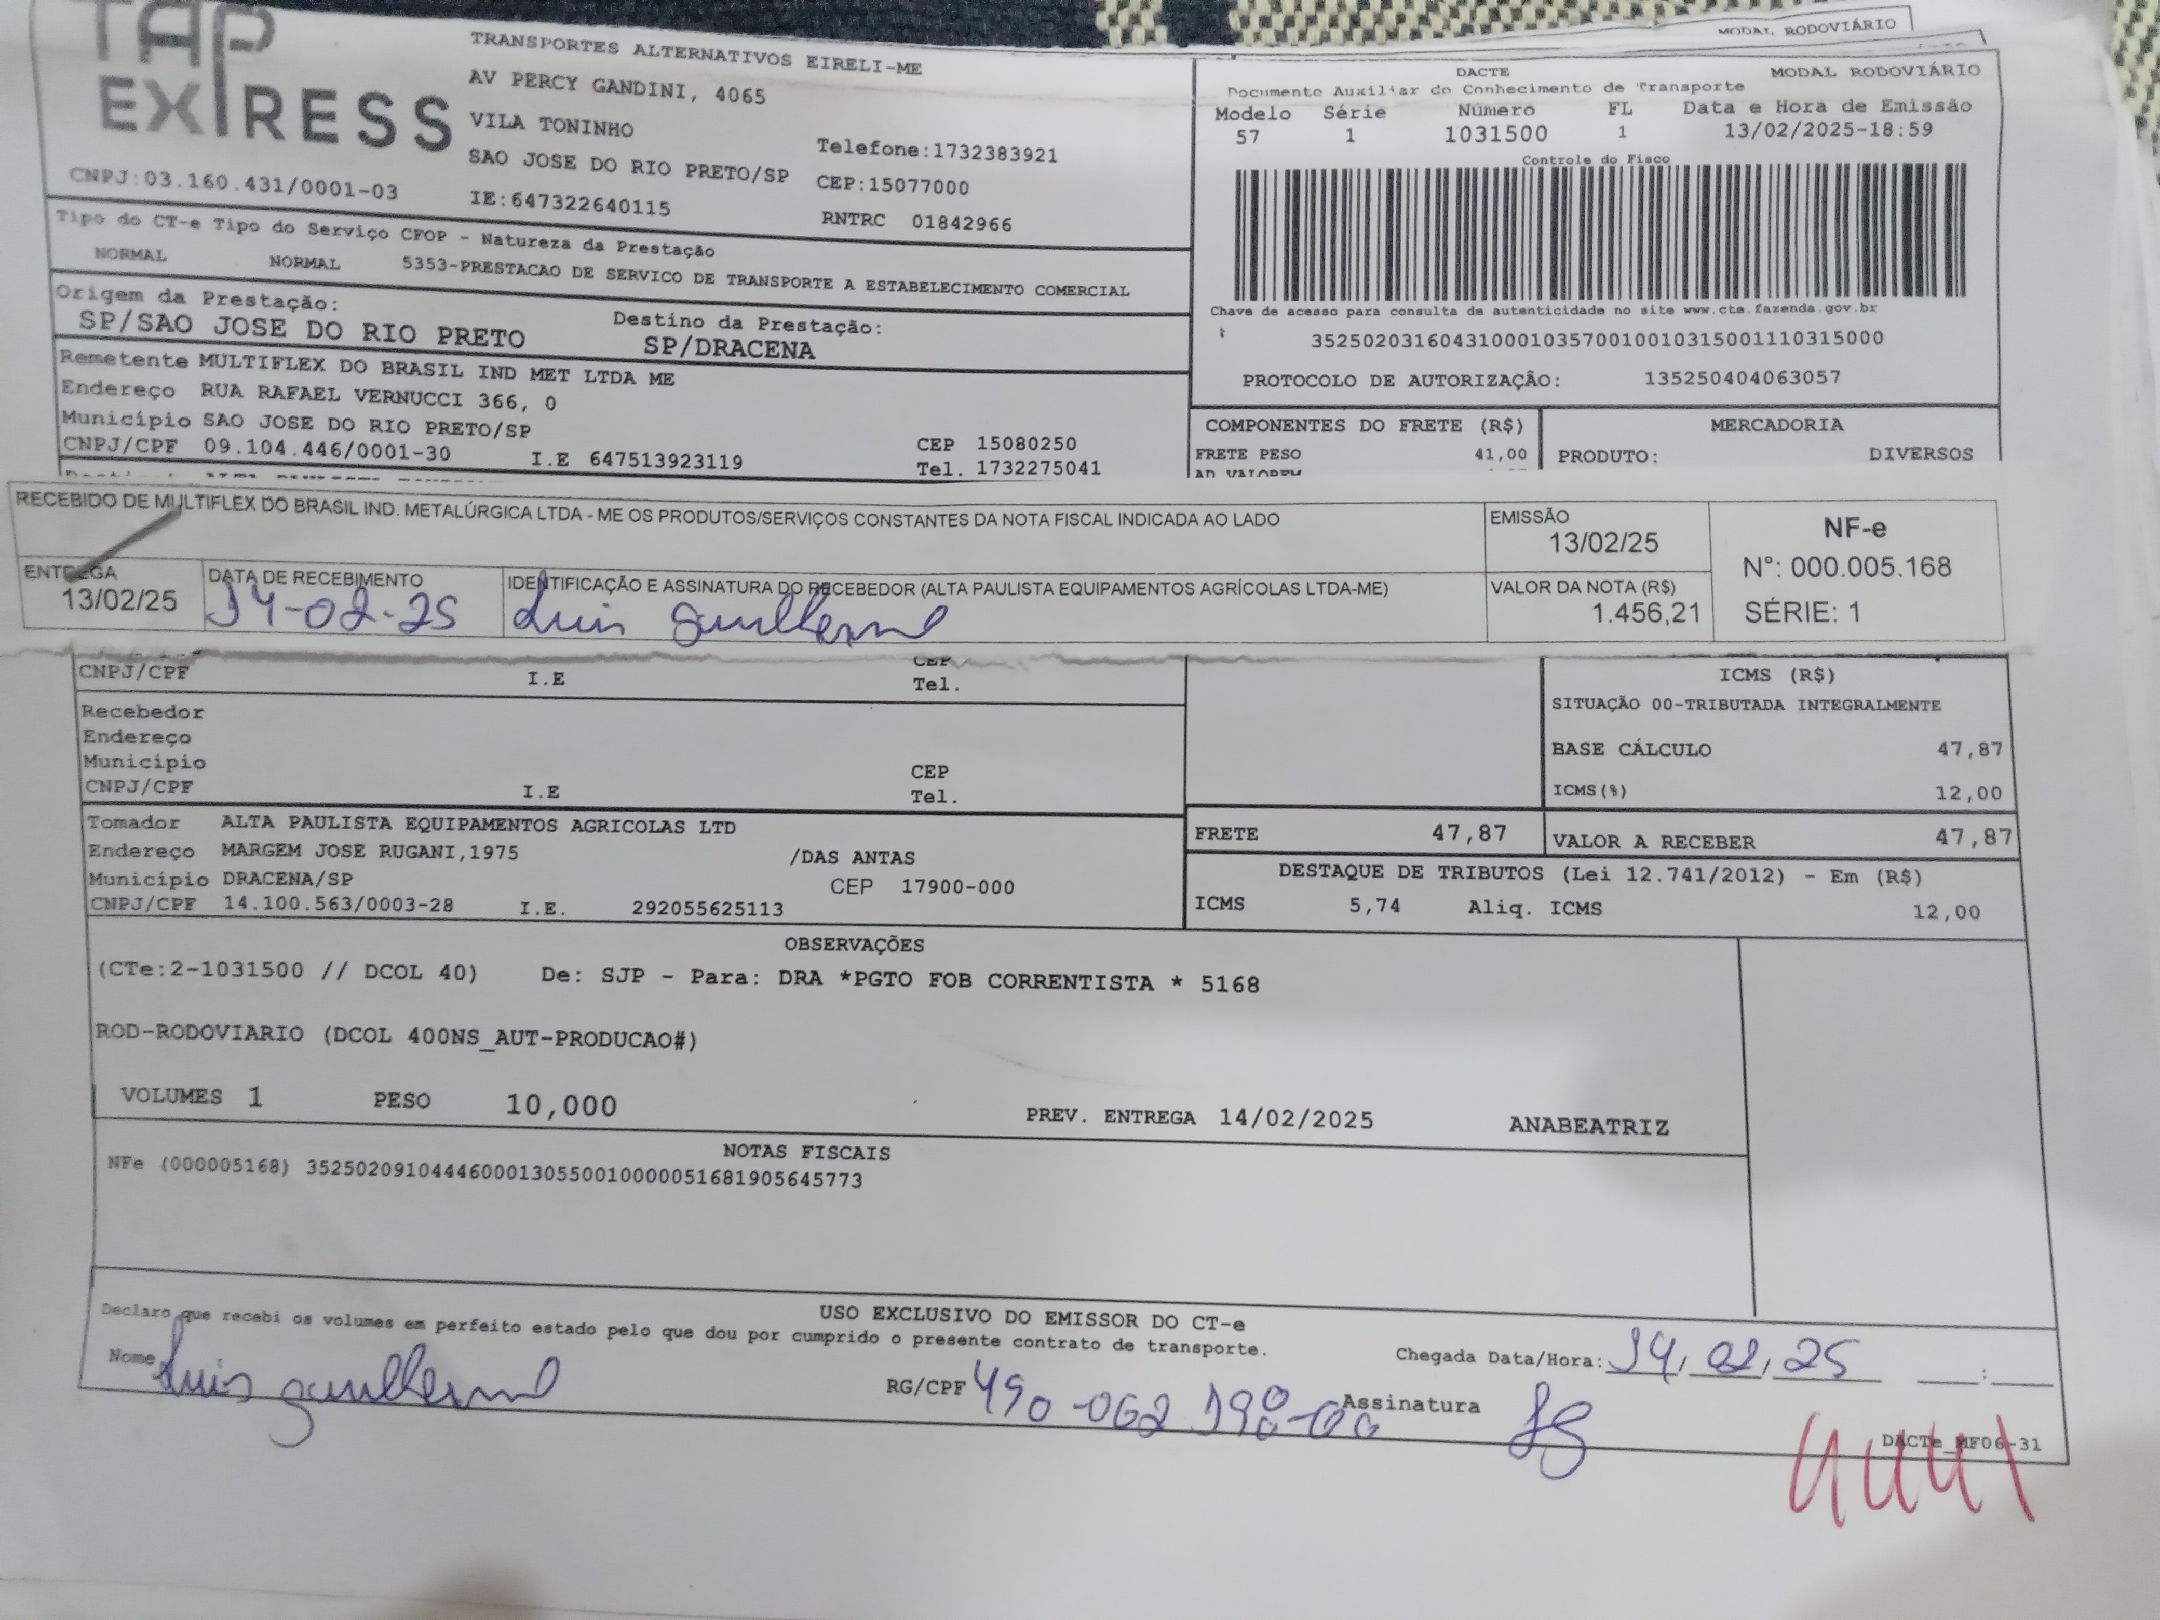 MODAL RODOVIÁRIO
TAP EXPRESS
TRANSPORTES ALTERNATIVOS EIRELI-ME
AV PERCY GANDINI, 4065
VILA TONINHO
SAO JOSE DO RIO PRETO/SP
IE:647322640115
Telefone:1732383921
CEP:15077000
RNTRC 01842966
CNPJ:03.160.431/0001-03
DACTE MODAL RODOVIÁRIO
Documento Auxiliar do Conhecimento de Transporte
Modelo Série Número FL Data e Hora de Emissão
57 1 1031500 1 13/02/2025-18:59
Controle do Fisco
Chave de acesso para consulta de autenticidade no site www.cte.fazenda.gov.br
35250203160431000103570010010315001110315000
PROTOCOLO DE AUTORIZAÇÃO: 135250404063057
Tipo do CT-e Tipo do Serviço CFOP - Natureza da Prestação
NORMAL NORMAL 5353-PRESTACAO DE SERVICO DE TRANSPORTE A ESTABELECIMENTO COMERCIAL
Origem da Prestação: Destino da Prestação:
SP/SAO JOSE DO RIO PRETO SP/DRACENA
Remetente MULTIFLEX DO BRASIL IND MET LTDA ME
Endereço RUA RAFAEL VERNUCCI 366, 0
Município SAO JOSE DO RIO PRETO/SP CEP 15080250
CNPJ/CPF 09.104.446/0001-30 I.E 647513923119 Tel. 1732275041
COMPONENTES DO FRETE (R$) MERCADORIA
FRETE PESO 41,00 PRODUTO: DIVERSOS
AD VALOREM
RECEBIDO DE MULTIFLEX DO BRASIL IND. METALÚRGICA LTDA - ME OS PRODUTOS/SERVIÇOS CONSTANTES DA NOTA FISCAL INDICADA AO LADO
EMISSÃO
13/02/25
NF-e
Nº: 000.005.168
SÉRIE: 1
ENTREGA
13/02/25
DATA DE RECEBIMENTO
14-02-25
IDENTIFICAÇÃO E ASSINATURA DO RECEBEDOR (ALTA PAULISTA EQUIPAMENTOS AGRÍCOLAS LTDA-ME)
Luis guilherme
VALOR DA NOTA (R$)
1.456,21
CEP
CNPJ/CPF I.E Tel.
Recebedor
Endereço
Município CEP
CNPJ/CPF I.E Tel.
ICMS (R$)
SITUAÇÃO 00-TRIBUTADA INTEGRALMENTE
BASE CÁLCULO 47,87
ICMS(%) 12,00
Tomador ALTA PAULISTA EQUIPAMENTOS AGRICOLAS LTD
Endereço MARGEM JOSE RUGANI,1975 /DAS ANTAS
Município DRACENA/SP CEP 17900-000
CNPJ/CPF 14.100.563/0003-28 I.E. 292055625113
FRETE 47,87 VALOR A RECEBER 47,87
DESTAQUE DE TRIBUTOS (Lei 12.741/2012) - Em (R$)
ICMS 5,74 Aliq. ICMS 12,00
OBSERVAÇÕES
(CTe:2-1031500 // DCOL 40) De: SJP - Para: DRA *PGTO FOB CORRENTISTA * 5168
ROD-RODOVIARIO (DCOL 400NS_AUT-PRODUCAO#)
VOLUMES 1 PESO 10,000 PREV. ENTREGA 14/02/2025 ANABEATRIZ
NOTAS FISCAIS
NFe (000005168) 35250209104446000130550010000051681905645773
USO EXCLUSIVO DO EMISSOR DO CT-e
Declaro que recebi os volumes em perfeito estado pelo que dou por cumprido o presente contrato de transporte.
Nome Luis guilherme RG/CPF Assinatura Chegada Data/Hora: 14/02/25 :
DACTe_MF06-31